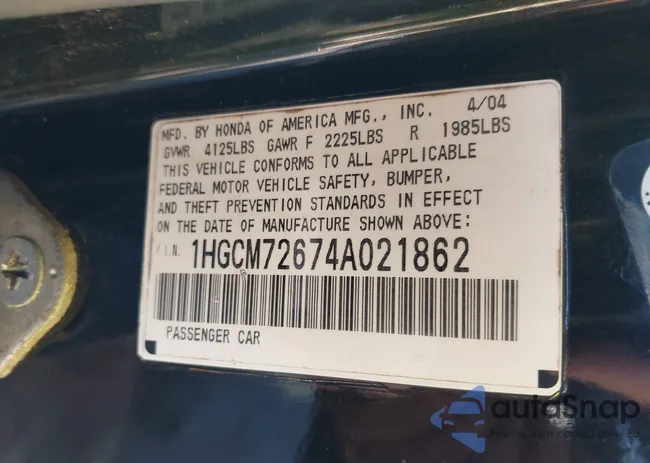 MFD. BY HONDA OF AMERICA MFG., INC. 4/04
GVWR 4125LBS GAWR F 2225LBS R 1985LBS
THIS VEHICLE CONFORMS TO ALL APPLICABLE
FEDERAL MOTOR VEHICLE SAFETY, BUMPER,
AND THEFT PREVENTION STANDARDS IN EFFECT
ON THE DATE OF MANUFACTURE SHOWN ABOVE:
V.I.N. 1HGCM72674A021862
PASSENGER CAR
autoSnap